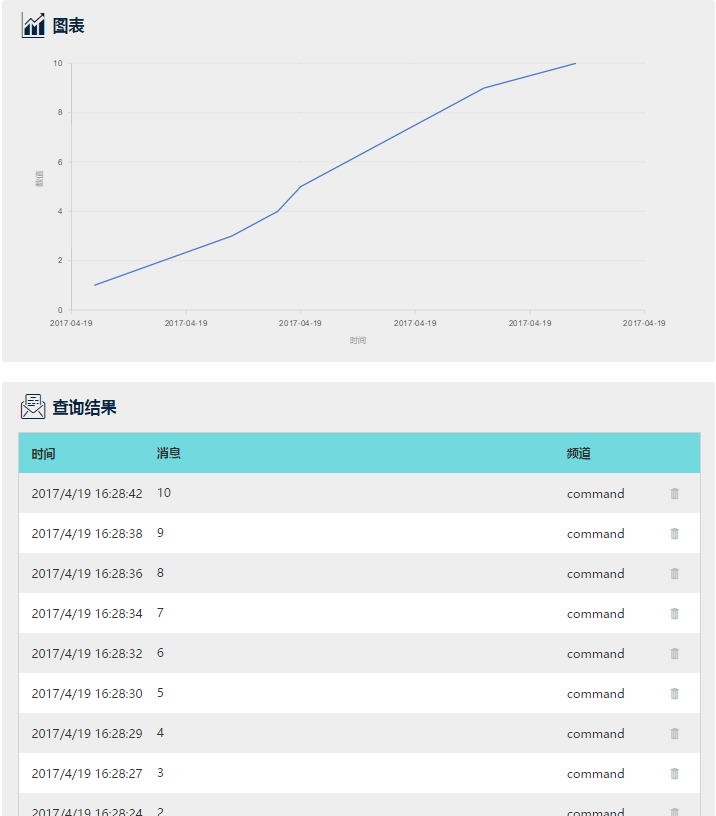 图表
10
8
6
4
2
0
数值
2017-04-19 2017-04-19 2017-04-19 2017-04-19 2017-04-19 2017-04-19
时间
查询结果
时间 消息 频道
2017/4/19 16:28:42 10 command
2017/4/19 16:28:38 9 command
2017/4/19 16:28:36 8 command
2017/4/19 16:28:34 7 command
2017/4/19 16:28:32 6 command
2017/4/19 16:28:30 5 command
2017/4/19 16:28:29 4 command
2017/4/19 16:28:27 3 command
2017/4/19 16:28:24 2 command